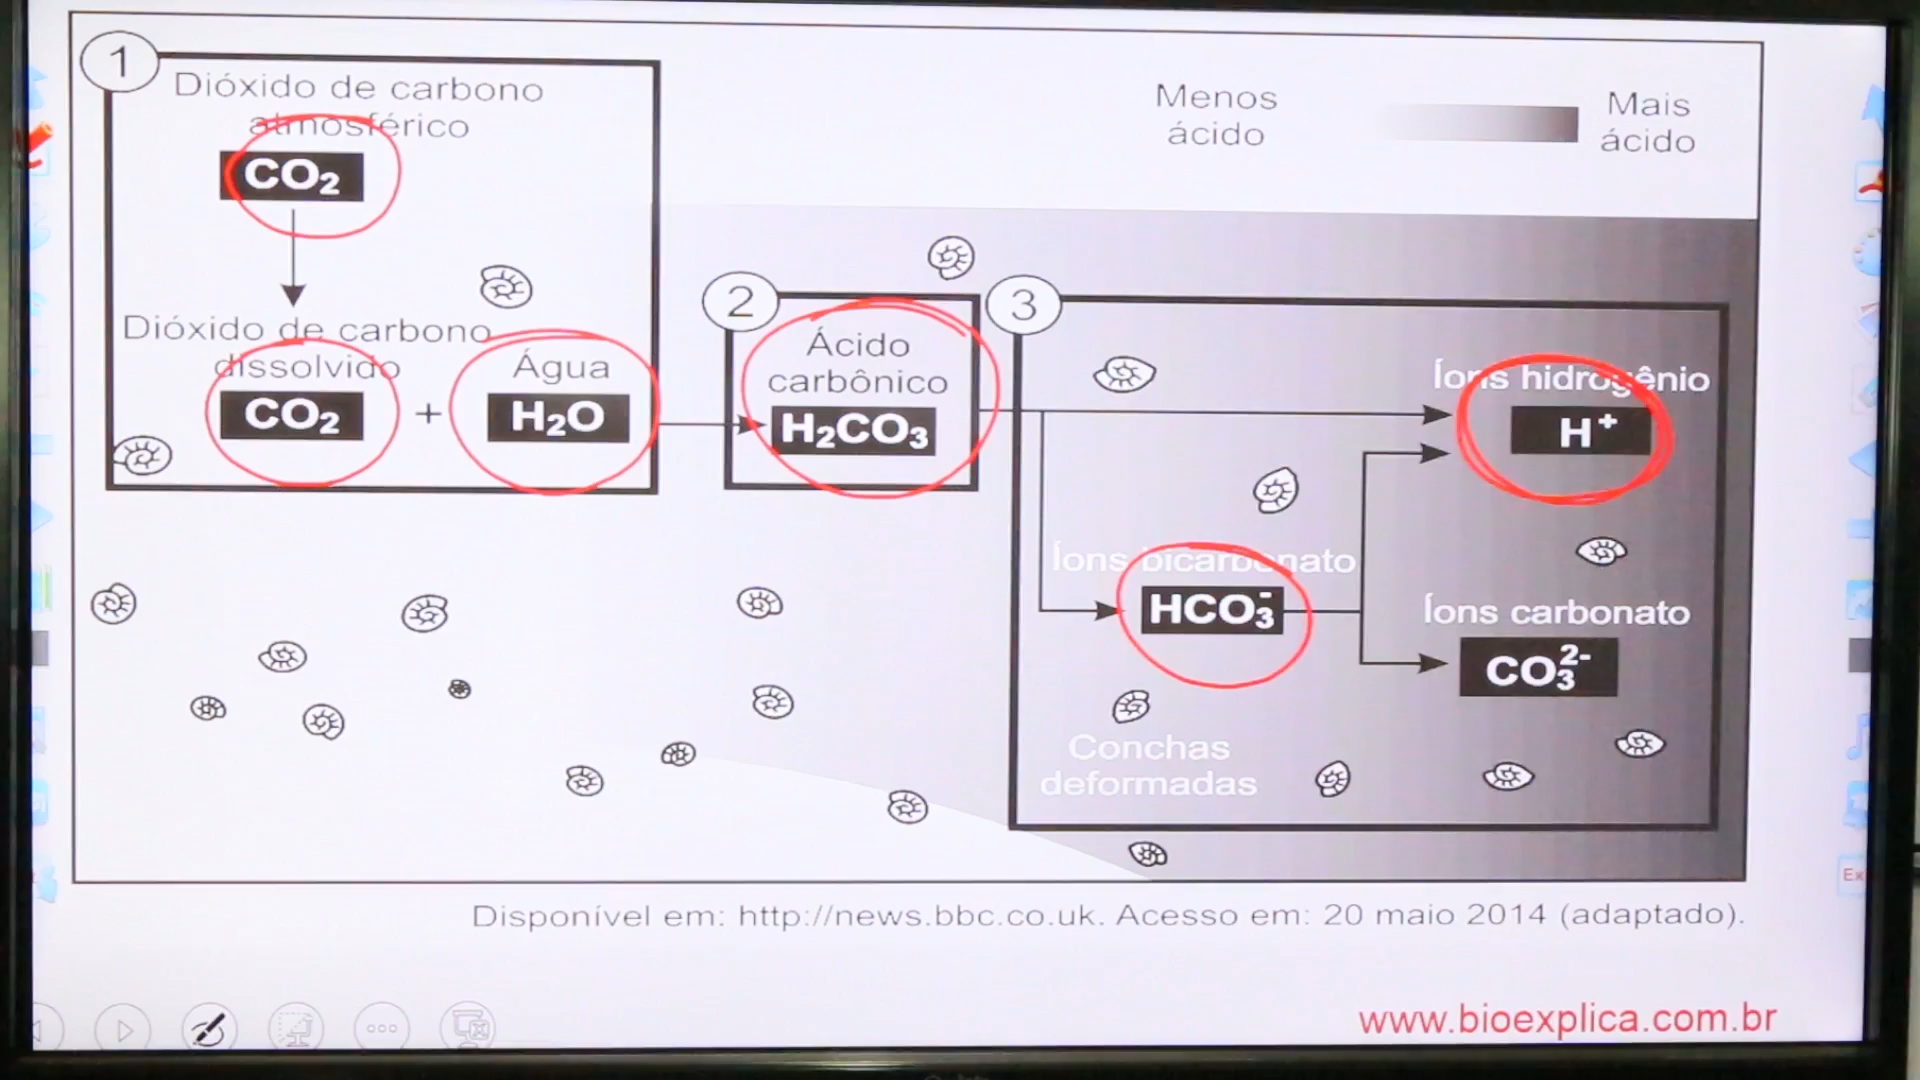 1
Dióxido de carbono
atmosférico
CO₂
Dióxido de carbono
dissolvido
CO₂
+
Água
H₂O
2
Ácido
carbônico
H₂CO₃
Menos
ácido
Mais
ácido
3
Íons hidrogênio
H⁺
Íons bicarbonato
HCO₃⁻
Íons carbonato
CO₃²⁻
Conchas
deformadas
Disponível em: http://news.bbc.co.uk. Acesso em: 20 maio 2014 (adaptado).
www.bioexplica.com.br
Ex